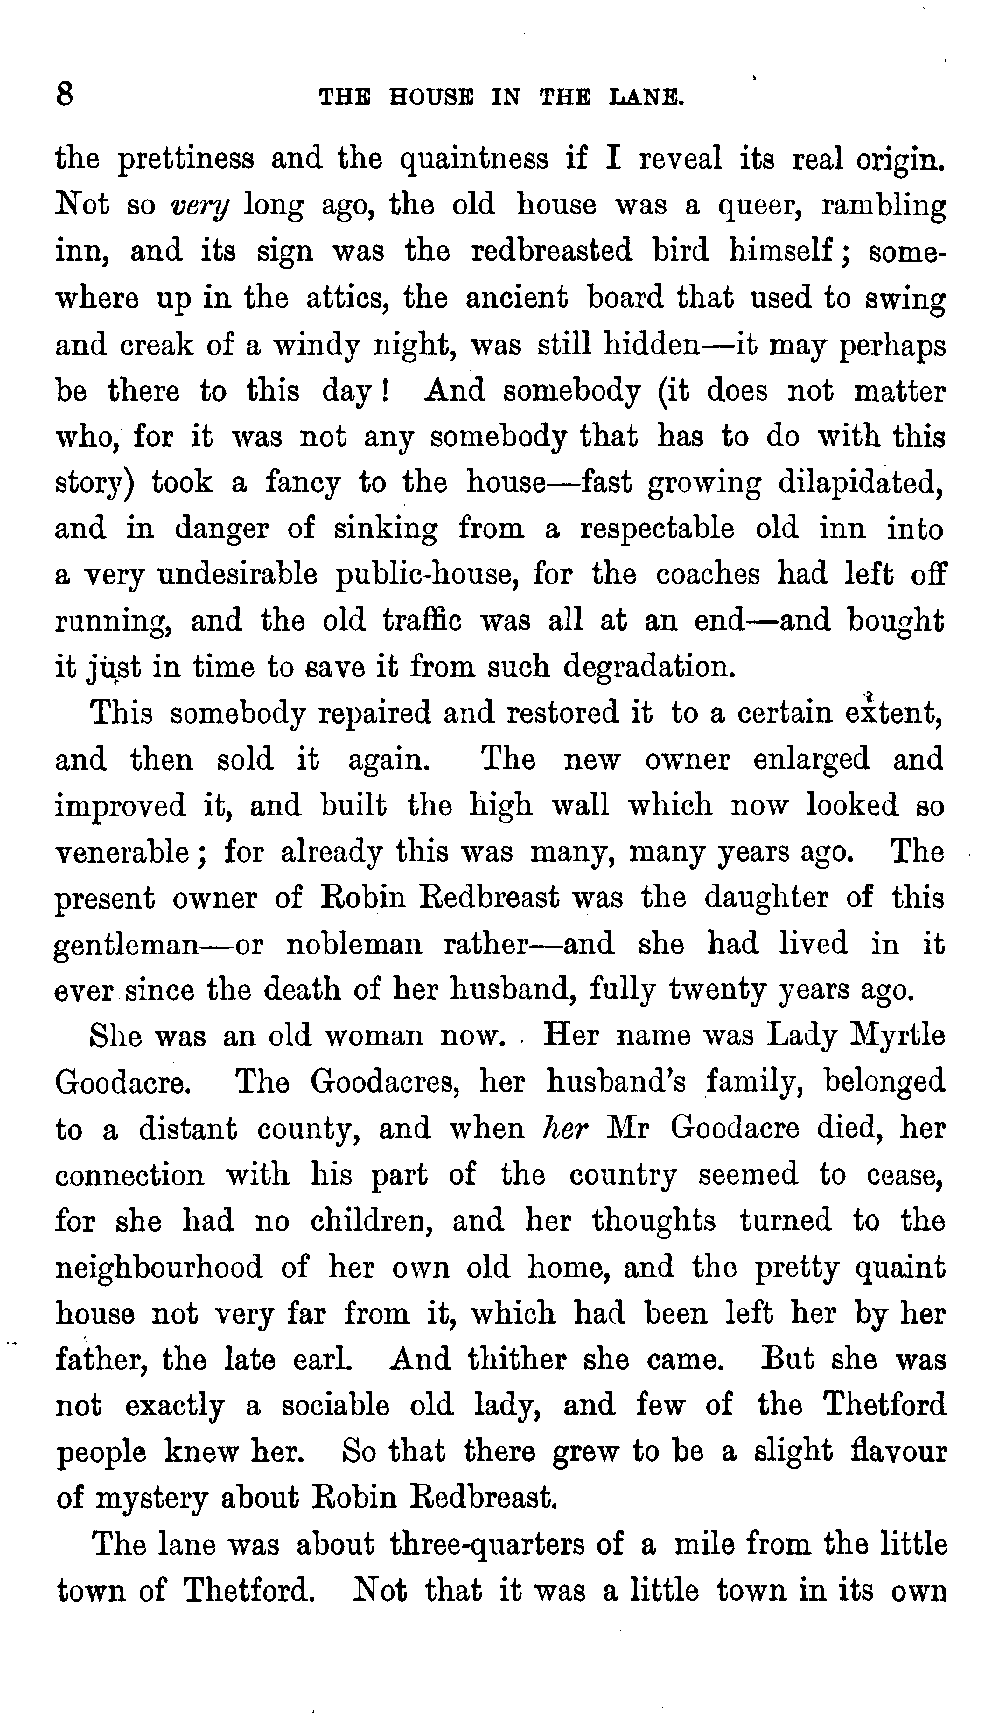 8 THE HOUSE IN THE LANE.
the prettiness and the quaintness if I reveal its real origin.
Not so very long ago, the old house was a queer, rambling
inn, and its sign was the redbreasted bird himself; some-
where up in the attics, the ancient board that used to swing
and creak of a windy night, was still hidden—it may perhaps
be there to this day! And somebody (it does not matter
who, for it was not any somebody that has to do with this
story) took a fancy to the house—fast growing dilapidated,
and in danger of sinking from a respectable old inn into
a very undesirable public-house, for the coaches had left off
running, and the old traffic was all at an end—and bought
it just in time to save it from such degradation.
This somebody repaired and restored it to a certain extent,
and then sold it again. The new owner enlarged and
improved it, and built the high wall which now looked so
venerable; for already this was many, many years ago. The
present owner of Robin Redbreast was the daughter of this
gentleman—or nobleman rather—and she had lived in it
ever since the death of her husband, fully twenty years ago.
She was an old woman now. Her name was Lady Myrtle
Goodacre. The Goodacres, her husband's family, belonged
to a distant county, and when her Mr Goodacre died, her
connection with his part of the country seemed to cease,
for she had no children, and her thoughts turned to the
neighbourhood of her own old home, and the pretty quaint
house not very far from it, which had been left her by her
father, the late earl. And thither she came. But she was
not exactly a sociable old lady, and few of the Thetford
people knew her. So that there grew to be a slight flavour
of mystery about Robin Redbreast.
The lane was about three-quarters of a mile from the little
town of Thetford. Not that it was a little town in its own